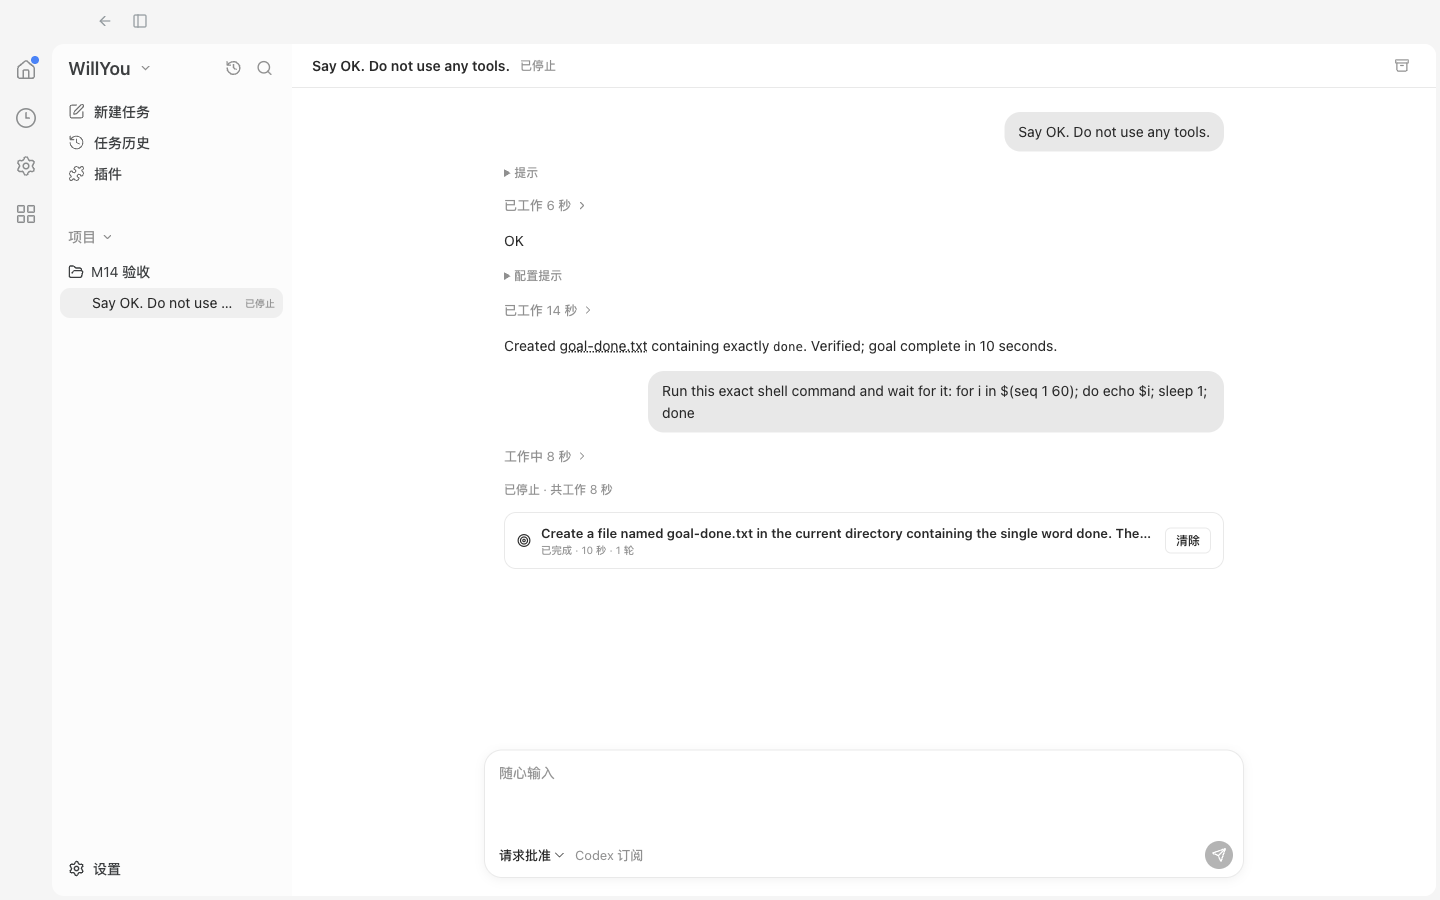 WillYou
新建任务
任务历史
插件
项目
M14 验收
Say OK. Do not use ...
已停止
设置
Say OK. Do not use any tools.
已停止
Say OK. Do not use any tools.
提示
已工作 6 秒
OK
配置提示
已工作 14 秒
Created goal-done.txt containing exactly done. Verified; goal complete in 10 seconds.
Run this exact shell command and wait for it: for i in $(seq 1 60); do echo $i; sleep 1;
done
工作中 8 秒
已停止 · 共工作 8 秒
Create a file named goal-done.txt in the current directory containing the single word done. The...
已完成 · 10 秒 · 1 轮
清除
随心输入
请求批准
Codex 订阅